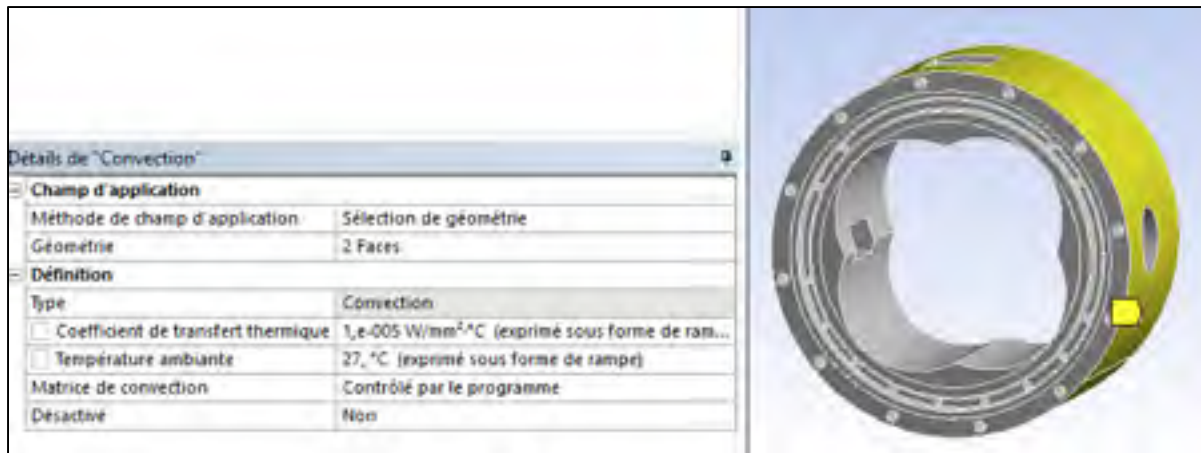 Détails de "Convection"
Champ d'application
Méthode de champ d'application Sélection de géométrie
Géométrie 2 Faces
Définition
Type Convection
Coefficient de transfert thermique 1,e-005 W/mm²·°C (exprimé sous forme de ram...
Température ambiante 27, °C (exprimé sous forme de rampe)
Matrice de convection Contrôlé par le programme
Désactivé Non